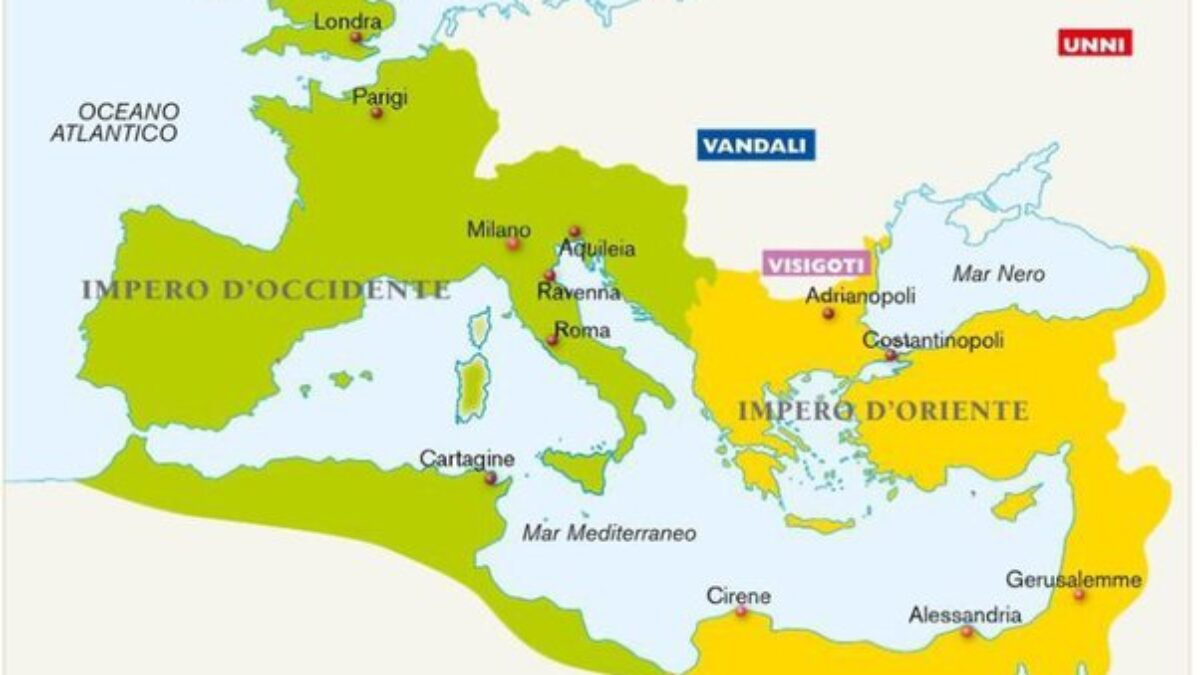 Londra
UNNI
Parigi
OCEANO
ATLANTICO
VANDALI
Milano
Aquileia
VISIGOTI
Mar Nero
IMPERO D'OCCIDENTE
Ravenna
Adrianopoli
Roma
Costantinopoli
IMPERO D'ORIENTE
Cartagine
Mar Mediterraneo
Gerusalemme
Cirene
Alessandria